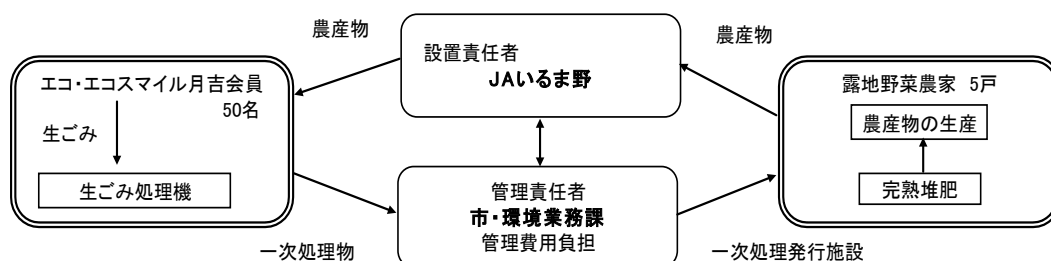 農産物
設置責任者
JAいるま野
農産物
エコ・エコスマイル月吉会員
50名
生ごみ
生ごみ処理機
露地野菜農家 5戸
農産物の生産
完熟堆肥
管理責任者
市・環境業務課
管理費用負担
一次処理物
一次処理発行施設